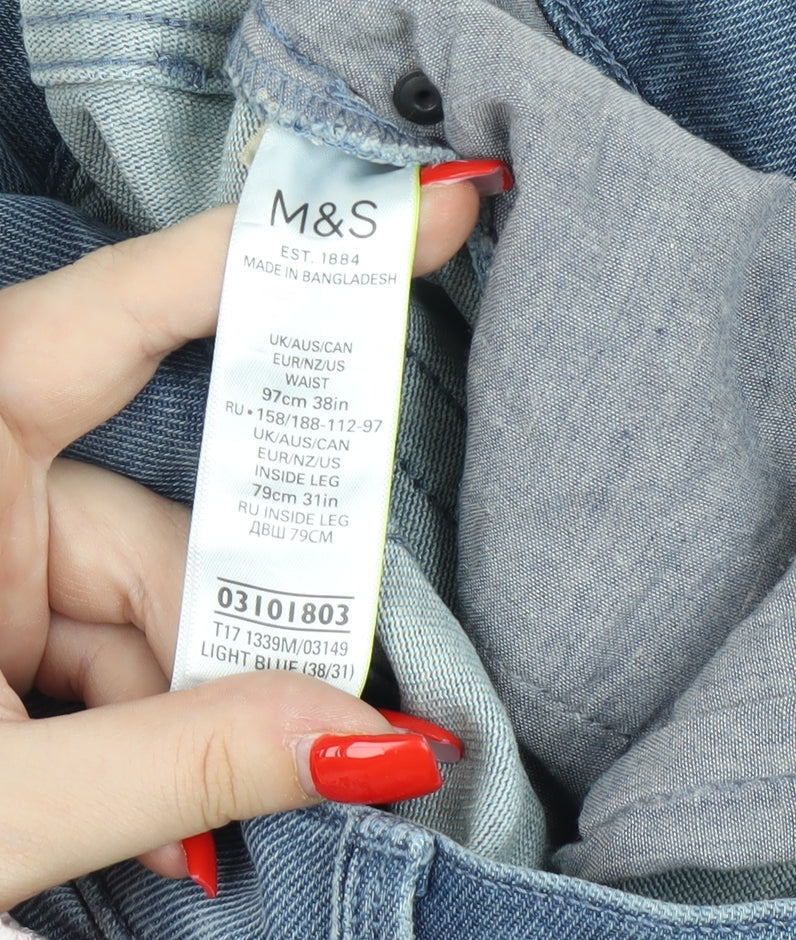 M&S
EST. 1884
MADE IN BANGLADESH
UK/AUS/CAN
EUR/NZ/US
WAIST
97cm 38in
RU • 158/188-112-97
UK/AUS/CAN
EUR/NZ/US
INSIDE LEG
79cm 31in
RU INSIDE LEG
ДВШ 79СМ
03101803
T17 1339M/03149
LIGHT BLUE (38/31)